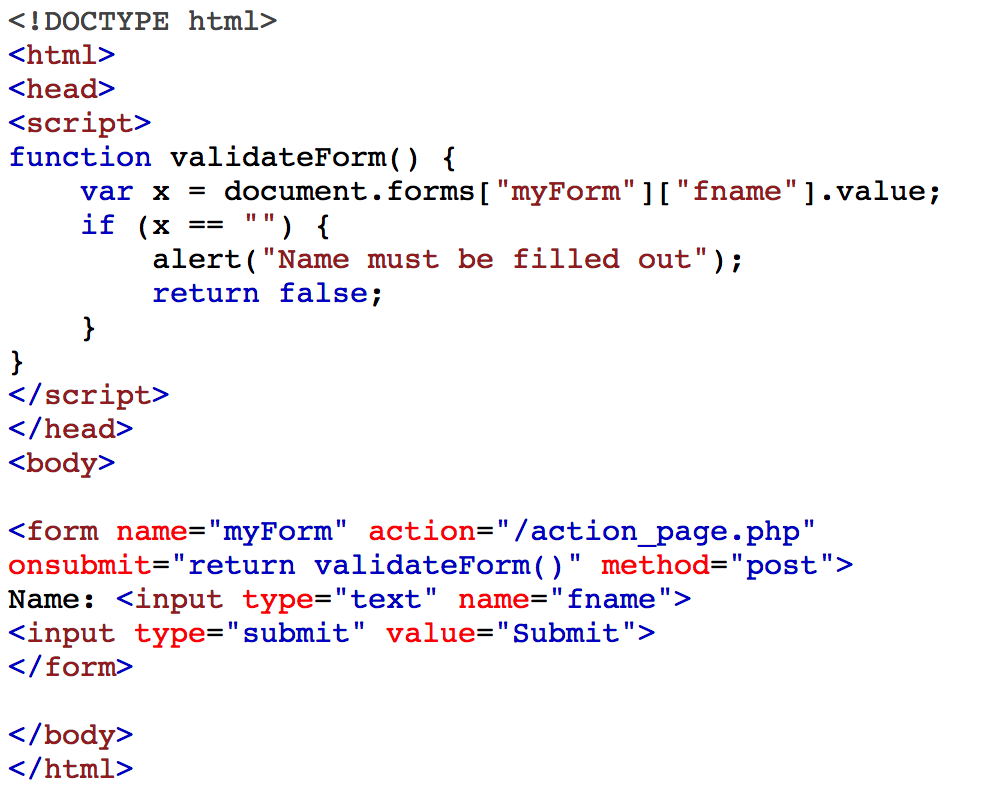 <!DOCTYPE html>
<html>
<head>
<script>
function validateForm() {
    var x = document.forms["myForm"]["fname"].value;
    if (x == "") {
        alert("Name must be filled out");
        return false;
    }
}
</script>
</head>
<body>

<form name="myForm" action="/action_page.php"
onsubmit="return validateForm()" method="post">
Name: <input type="text" name="fname">
<input type="submit" value="Submit">
</form>

</body>
</html>